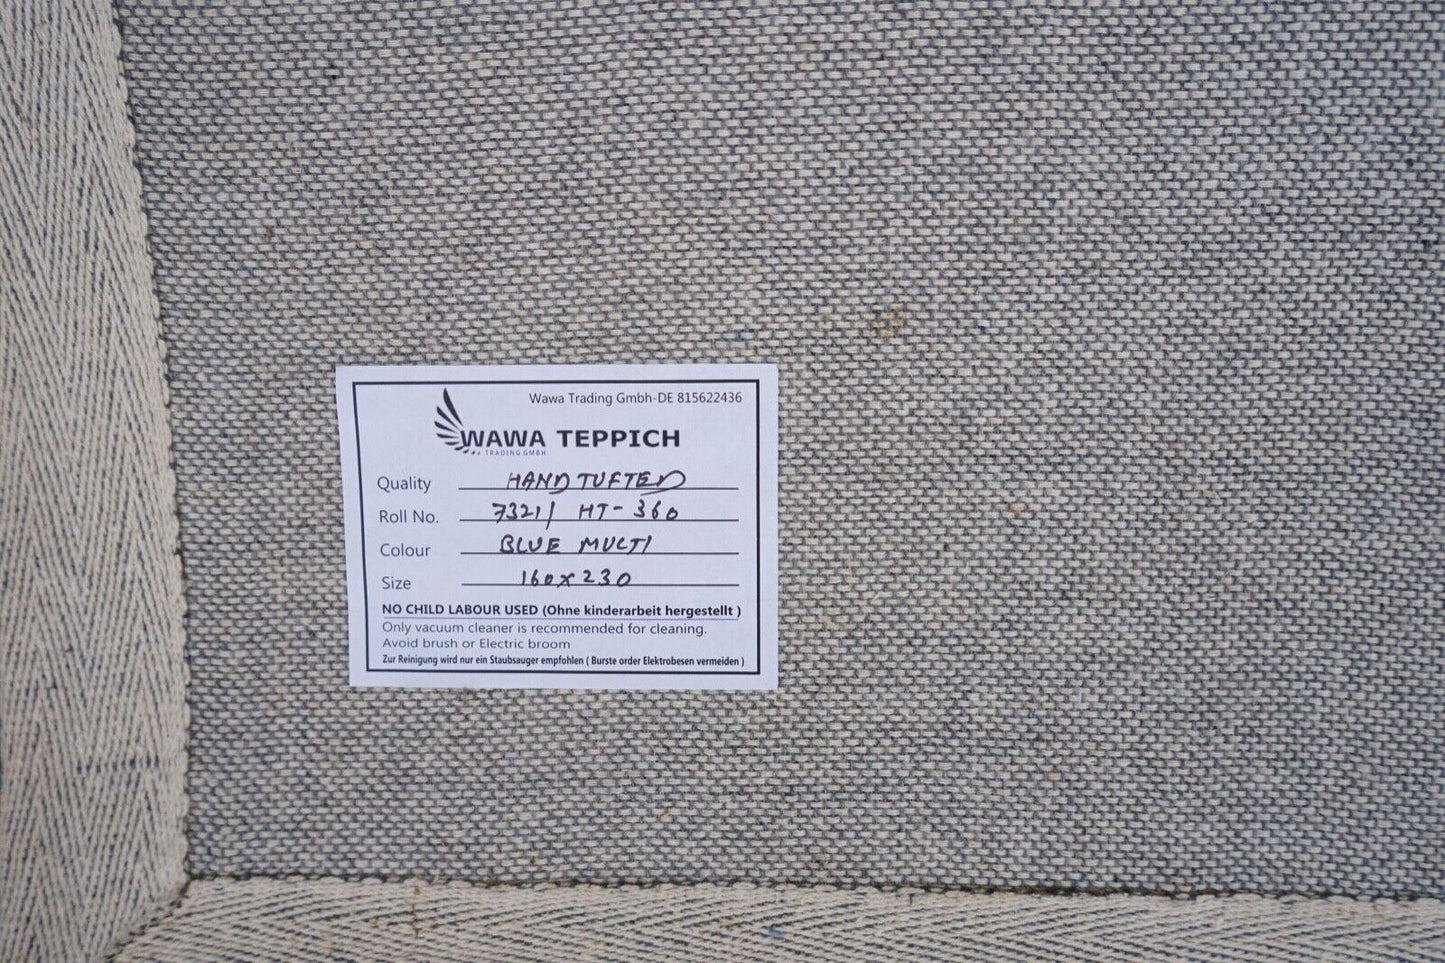 Wawa Trading Gmbh-DE 815622436
WAWA TEPPICH
TRADING GMBH
Quality HAND TUFTED
Roll No. 7321/ HT-360
Colour BLUE MULTI
Size 160x230
NO CHILD LABOUR USED (Ohne kinderarbeit hergestellt )
Only vacuum cleaner is recommended for cleaning.
Avoid brush or Electric broom
Zur Reinigung wird nur ein Staubsauger empfohlen ( Burste order Elektrobesen vermeiden )